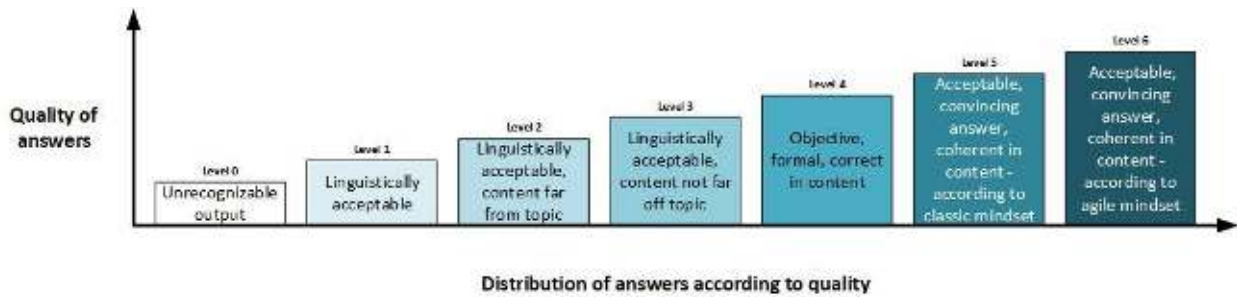 Quality of
answers
Level 0
Unrecognizable
output
Level 1
Linguistically
acceptable
Level 2
Linguistically
acceptable,
content far
from topic
Level 3
Linguistically
acceptable,
content not far
off topic
Level 4
Objective,
formal, correct
in content
Level 5
Acceptable,
convincing
answer,
coherent in
content -
according to
classic mindset
Level 6
Acceptable,
convincing
answer,
coherent
in content -
according to
agile mindset
Distribution of answers according to quality